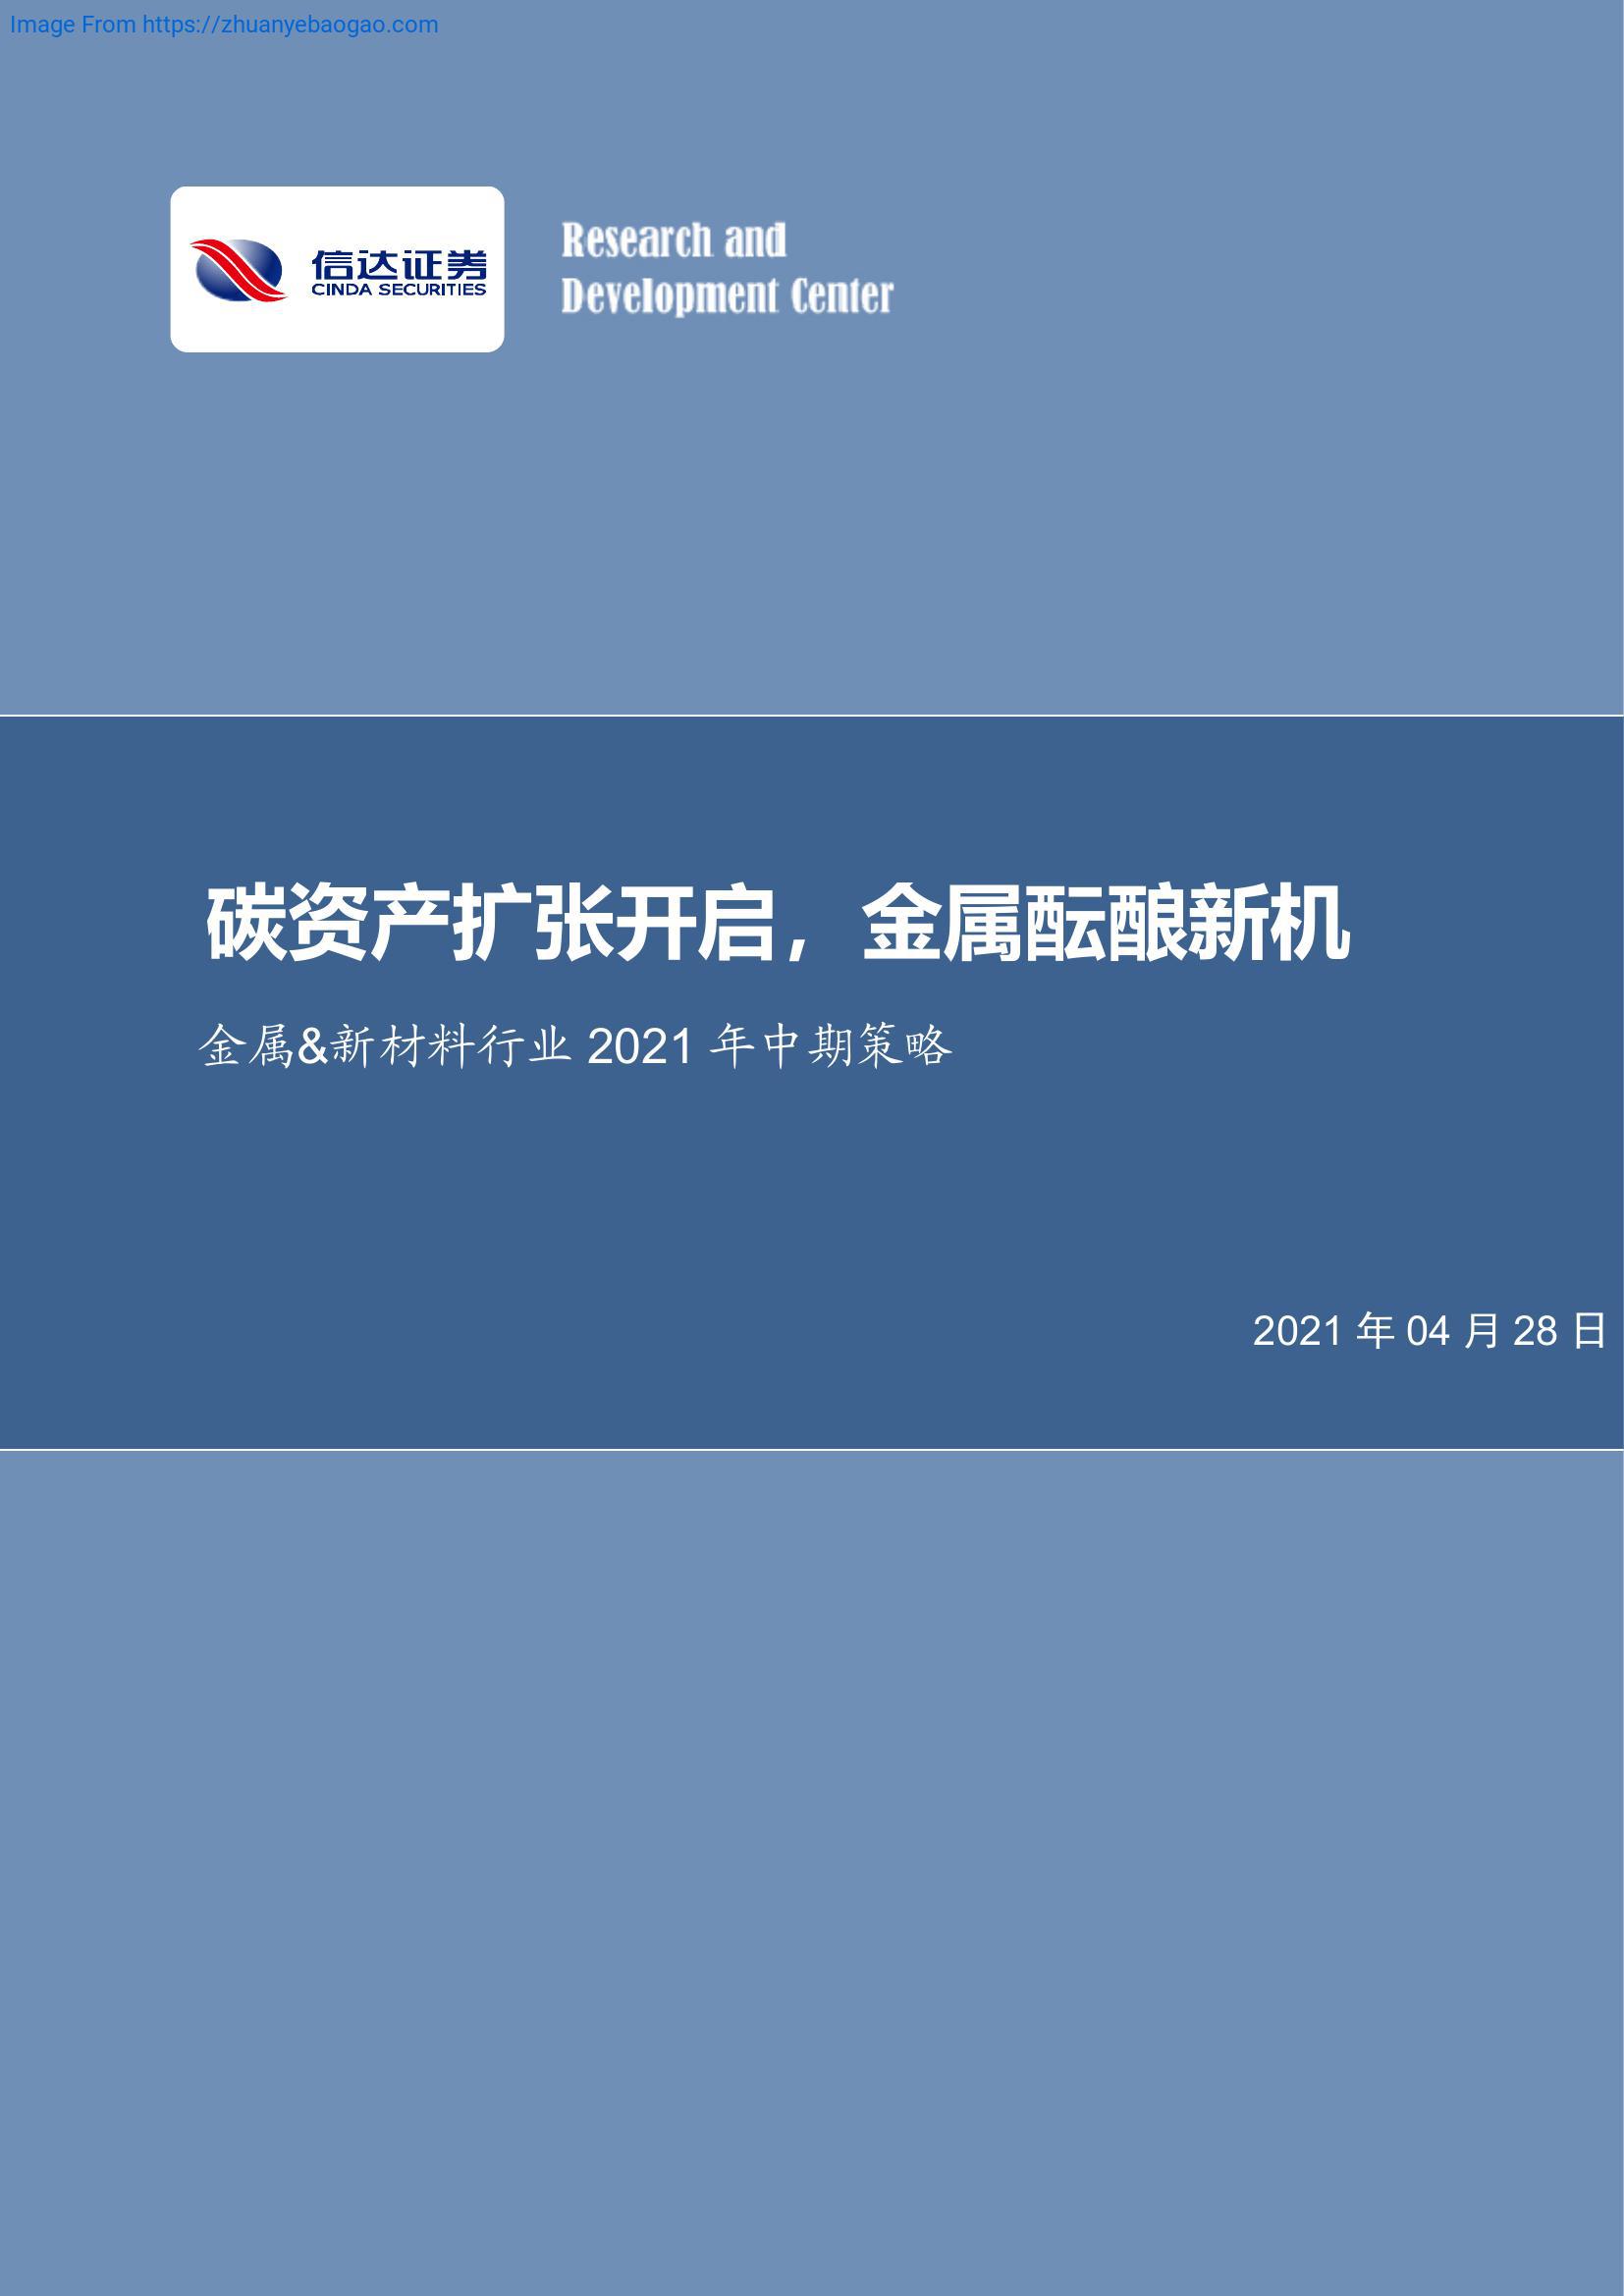 Image From https://zhuanyebaogao.com
信达证券
CINDA SECURITIES
Research and
Development Center
碳资产扩张开启，金属酝酿新机
金属&新材料行业 2021 年中期策略
2021 年 04 月 28 日